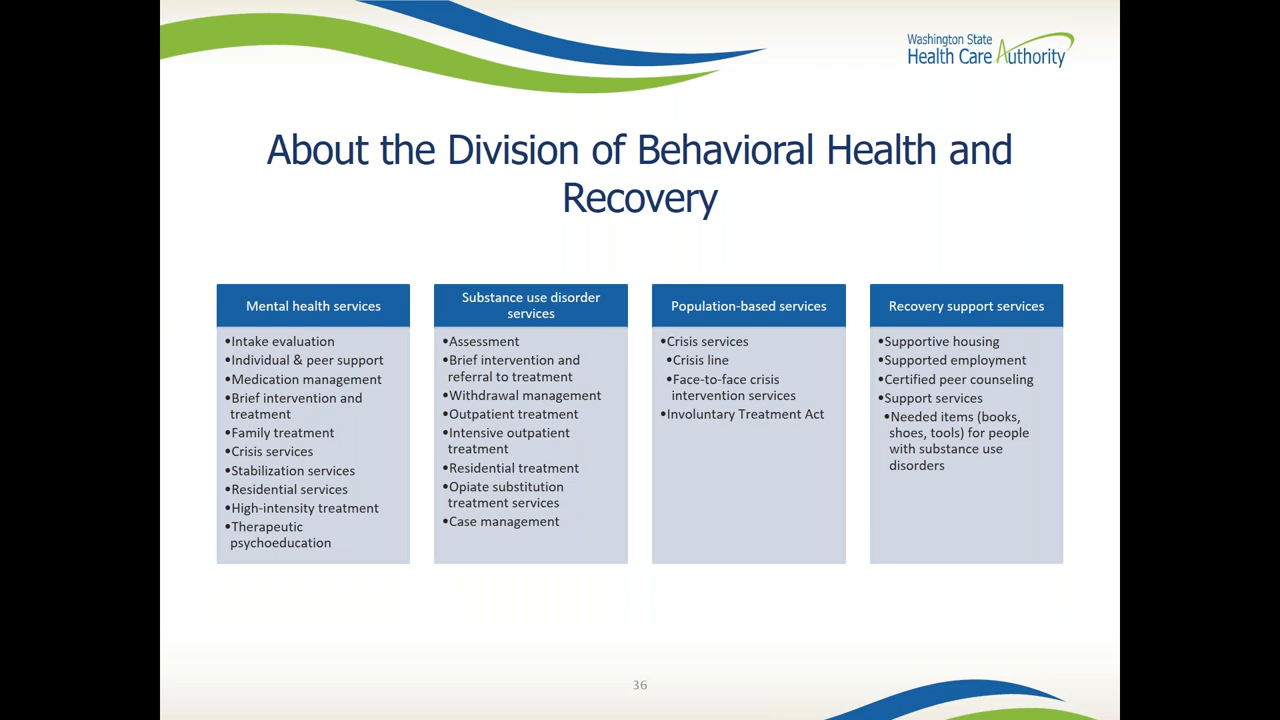 Washington State
Health Care Authority
About the Division of Behavioral Health and
Recovery
Mental health services
•Intake evaluation
•Individual & peer support
•Medication management
•Brief intervention and
treatment
•Family treatment
•Crisis services
•Stabilization services
•Residential services
•High-intensity treatment
•Therapeutic
psychoeducation
Substance use disorder
services
•Assessment
•Brief intervention and
referral to treatment
•Withdrawal management
•Outpatient treatment
•Intensive outpatient
treatment
•Residential treatment
•Opiate substitution
treatment services
•Case management
Population-based services
•Crisis services
•Crisis line
•Face-to-face crisis
intervention services
•Involuntary Treatment Act
Recovery support services
•Supportive housing
•Supported employment
•Certified peer counseling
•Support services
•Needed items (books,
shoes, tools) for people
with substance use
disorders
36